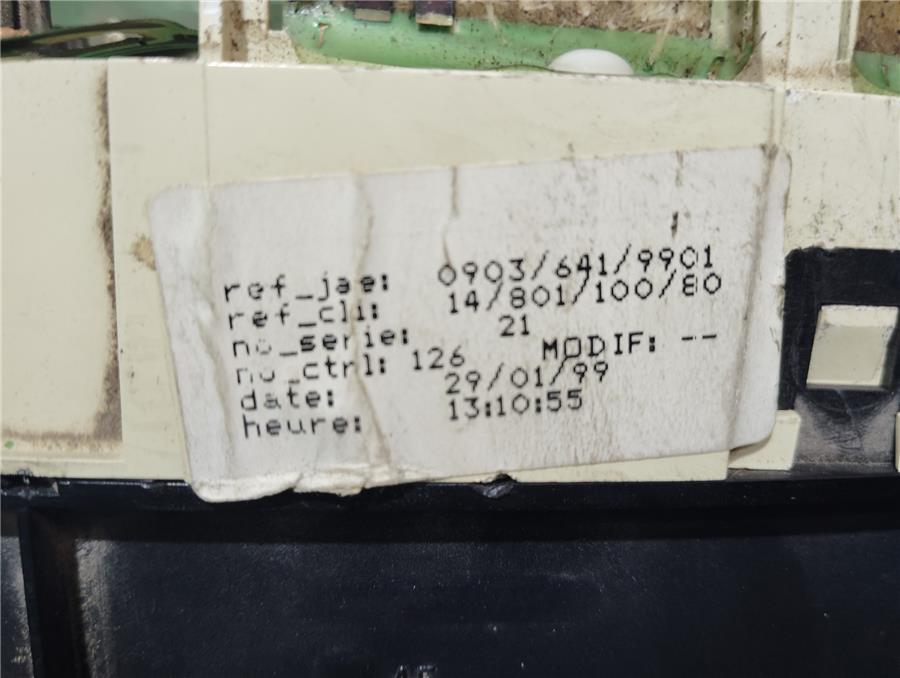 ref_jae: 0903/641/9901
ref_cli: 14/801/100/80
no_serie: 21
no_ctrl: 126 MODIF: --
date: 29/01/99
heure: 13:10:55